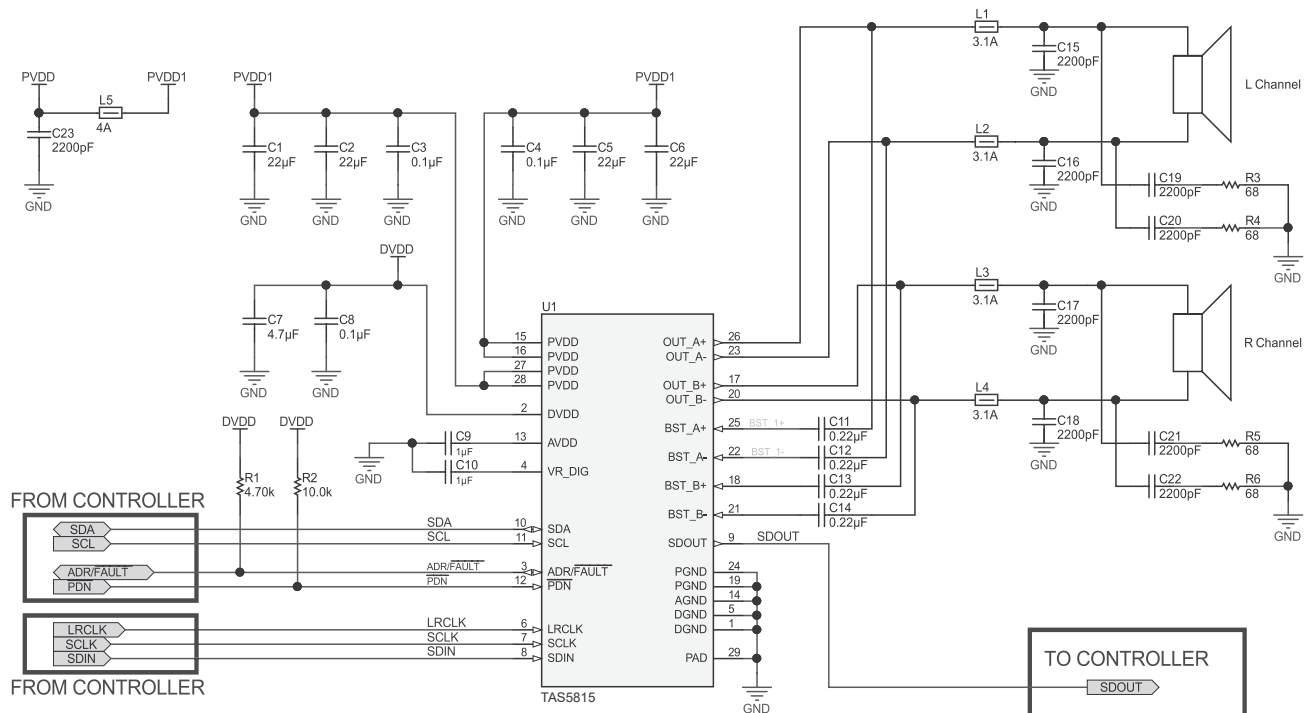 L1
3.1A
C15
2200pF
GND
L Channel
PVDD
PVDD1
L5
4A
C23
2200pF
GND
PVDD1
C1
22µF
C2
22µF
C3
0.1µF
GND
GND
GND
PVDD1
C4
0.1µF
C5
22µF
C6
22µF
GND
GND
GND
L2
3.1A
C16
2200pF
GND
C19
2200pF
R3
68
C20
2200pF
R4
68
GND
DVDD
C7
4.7µF
C8
0.1µF
GND
GND
L3
3.1A
C17
2200pF
GND
R Channel
L4
3.1A
C18
2200pF
GND
C21
2200pF
R5
68
C22
2200pF
R6
68
GND
U1
15 PVDD
16 PVDD
27 PVDD
28 PVDD
2 DVDD
13 AVDD
4 VR_DIG
10 SDA
11 SCL
3 ADR/FAULT
12 PDN
6 LRCLK
7 SCLK
8 SDIN
OUT_A+ 26
OUT_A- 23
OUT_B+ 17
OUT_B- 20
BST_A+ 25 BST_1+
BST_A- 22 BST_1-
BST_B+ 18
BST_B- 21
SDOUT 9 SDOUT
PGND 24
PGND 19
AGND 14
DGND 5
DGND 1
PAD 29
GND
TAS5815
C11
0.22µF
C12
0.22µF
C13
0.22µF
C14
0.22µF
C9
1µF
C10
1µF
GND
DVDD
DVDD
R1
4.70k
R2
10.0k
FROM CONTROLLER
SDA
SCL
ADR/FAULT
PDN
SDA
SCL
ADR/FAULT
PDN
LRCLK
SCLK
SDIN
LRCLK
SCLK
SDIN
FROM CONTROLLER
TO CONTROLLER
SDOUT